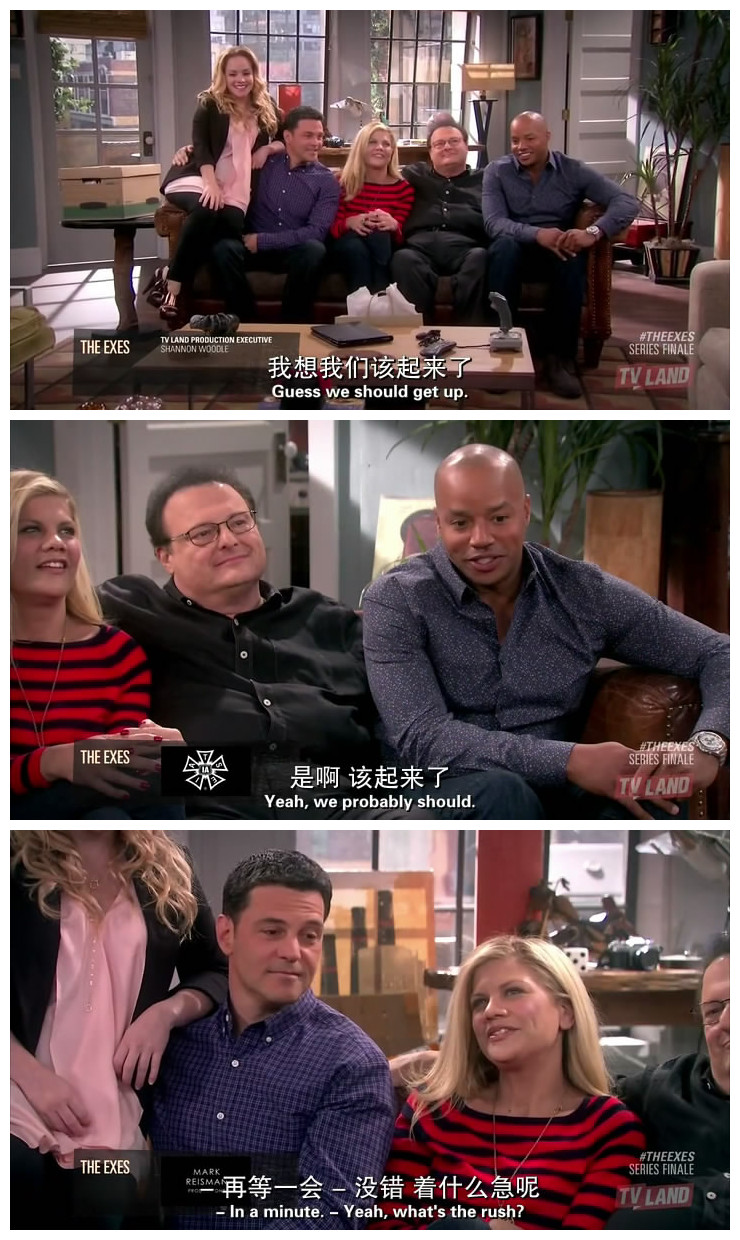 THE EXES
TV LAND PRODUCTION EXECUTIVE
SHANNON WOODLE
#THEEXES
SERIES FINALE
TV LAND
我想我们该起来了
Guess we should get up.
THE EXES
IA
#THEEXES
SERIES FINALE
TV LAND
是啊 该起来了
Yeah, we probably should.
THE EXES
MARK
REISMAN
#THEEXES
SERIES FINALE
TV LAND
– 再等一会 – 没错 着什么急呢
– In a minute. – Yeah, what's the rush?